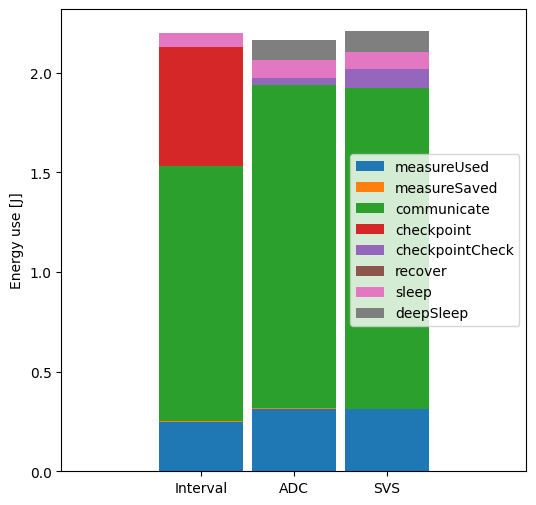 Energy use [J]
2.0
1.5
1.0
0.5
0.0
Interval
ADC
SVS
measureUsed
measureSaved
communicate
checkpoint
checkpointCheck
recover
sleep
deepSleep